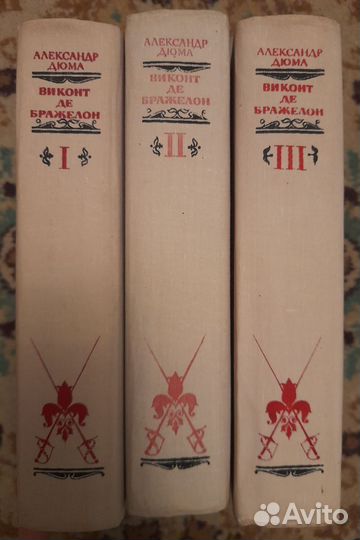 АЛЕКСАНДР
ДЮМА
ВИКОНТ
ДЕ
БРАЖЕЛОН
I
АЛЕКСАНДР
ДЮМА
ВИКОНТ
ДЕ
БРАЖЕЛОН
II
АЛЕКСАНДР
ДЮМА
ВИКОНТ
ДЕ
БРАЖЕЛОН
III
Avito